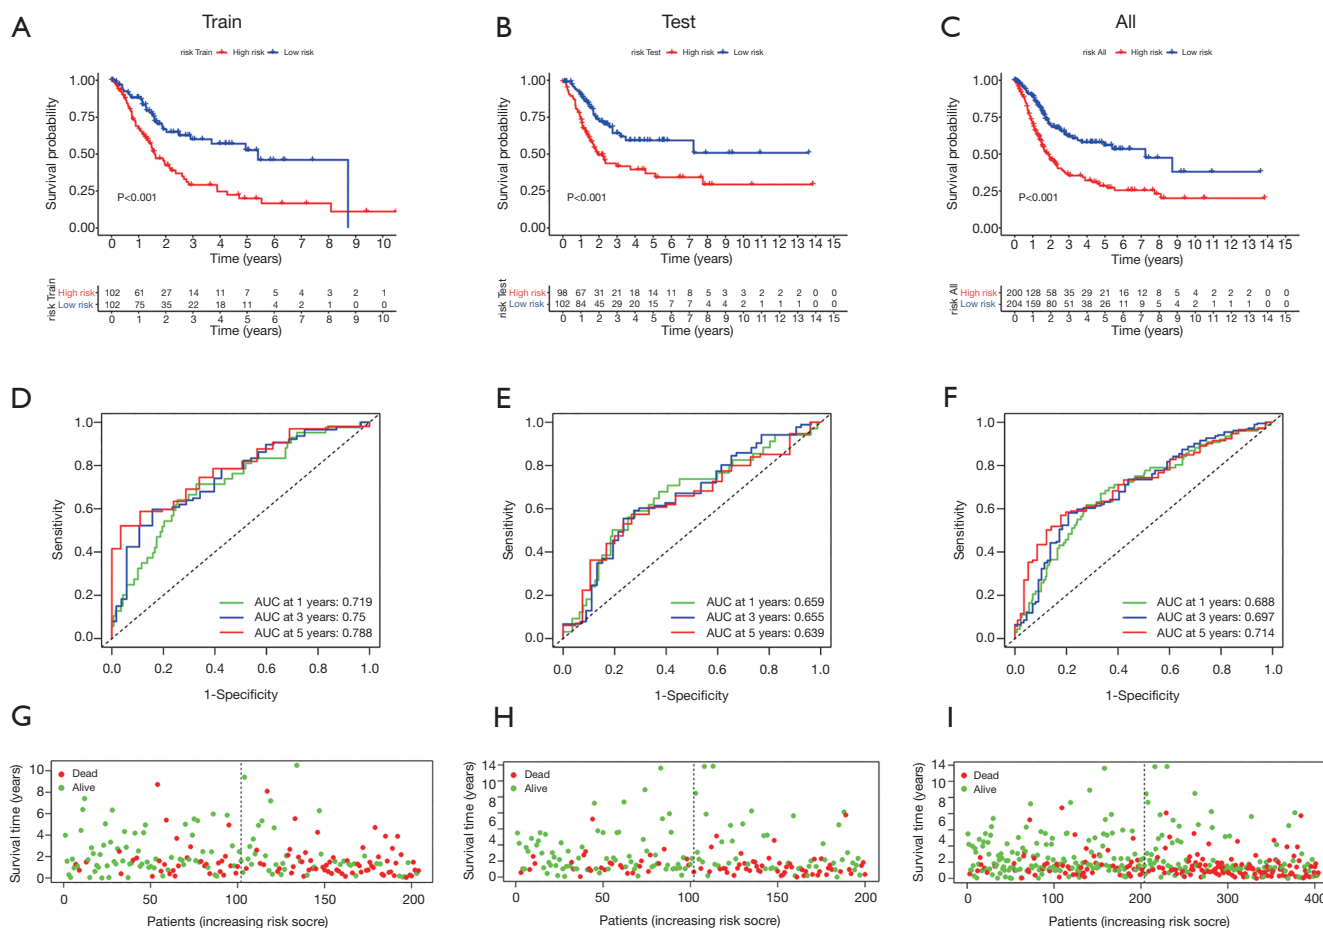 A Train
risk Train High risk Low risk
1.00
0.75
0.50
0.25
0.00
Survival probability
P<0.001
0 1 2 3 4 5 6 7 8 9 10
Time (years)
risk Train
High risk 102 61 27 14 11 7 5 4 3 2 1
Low risk 102 75 35 22 18 11 4 2 1 0 0
0 1 2 3 4 5 6 7 8 9 10
Time (years)
B Test
risk Test High risk Low risk
1.00
0.75
0.50
0.25
0.00
Survival probability
P<0.001
0 1 2 3 4 5 6 7 8 9 10 11 12 13 14 15
Time (years)
risk Test
High risk 98 67 31 21 18 14 11 8 5 3 3 2 2 2 0 0
Low risk 102 84 45 29 20 15 7 7 4 4 2 1 1 1 0 0
0 1 2 3 4 5 6 7 8 9 10 11 12 13 14 15
Time (years)
C All
risk All High risk Low risk
1.00
0.75
0.50
0.25
0.00
Survival probability
P<0.001
0 1 2 3 4 5 6 7 8 9 10 11 12 13 14 15
Time (years)
risk All
High risk 200 128 58 35 29 21 16 12 8 5 4 2 2 2 0 0
Low risk 204 159 80 51 38 26 11 9 5 4 2 1 1 1 0 0
0 1 2 3 4 5 6 7 8 9 10 11 12 13 14 15
Time (years)
D
1.0
0.8
0.6
0.4
0.2
0.0
Sensitivity
AUC at 1 years: 0.719
AUC at 3 years: 0.75
AUC at 5 years: 0.788
0.0 0.2 0.4 0.6 0.8 1.0
1-Specificity
E
1.0
0.8
0.6
0.4
0.2
0.0
Sensitivity
AUC at 1 years: 0.659
AUC at 3 years: 0.655
AUC at 5 years: 0.639
0.0 0.2 0.4 0.6 0.8 1.0
1-Specificity
F
1.0
0.8
0.6
0.4
0.2
0.0
Sensitivity
AUC at 1 years: 0.688
AUC at 3 years: 0.697
AUC at 5 years: 0.714
0.0 0.2 0.4 0.6 0.8 1.0
1-Specificity
G
10
8
6
4
2
0
Survival time (years)
Dead
Alive
0 50 100 150 200
Patients (increasing risk socre)
H
14
12
10
8
6
4
2
0
Survival time (years)
Dead
Alive
0 50 100 150 200
Patients (increasing risk socre)
I
14
12
10
8
6
4
2
0
Survival time (years)
Dead
Alive
0 100 200 300 400
Patients (increasing risk socre)